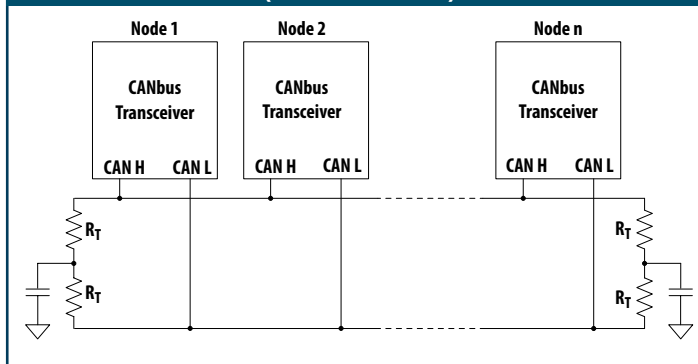 Node 1 Node 2 Node n
CANbus CANbus CANbus
Transceiver Transceiver Transceiver
CAN H CAN L CAN H CAN L CAN H CAN L
RT RT
RT RT